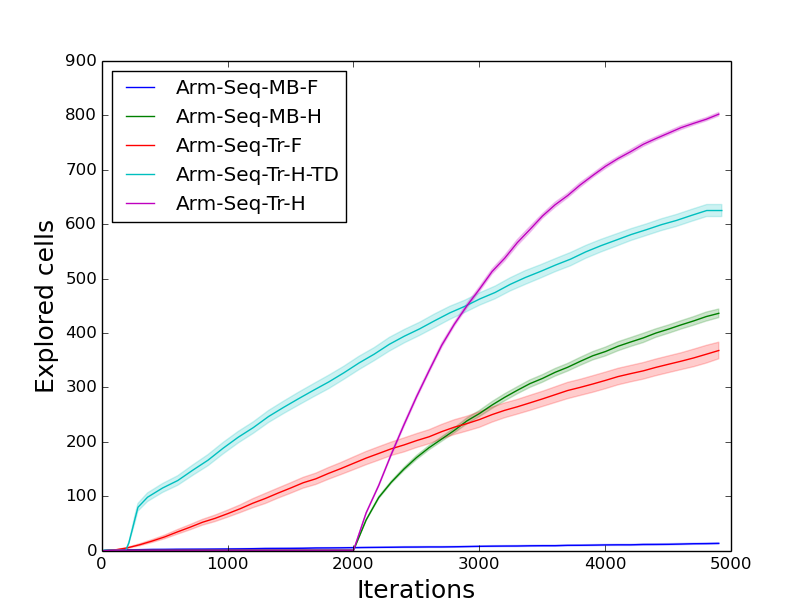 900
800
700
600
500
400
300
200
100
0
Explored cells
Arm-Seq-MB-F
Arm-Seq-MB-H
Arm-Seq-Tr-F
Arm-Seq-Tr-H-TD
Arm-Seq-Tr-H
0 1000 2000 3000 4000 5000
Iterations